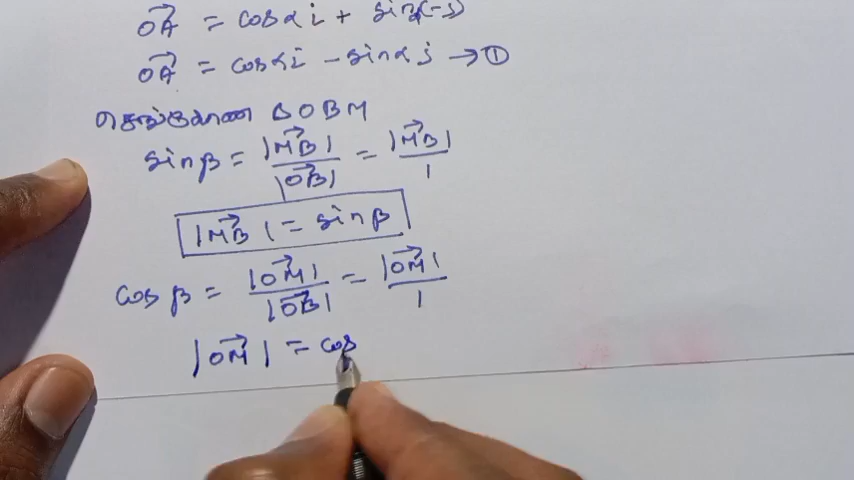 OA⃗ = cosα i + sinα(-j)
OA⃗ = cosα i - sinα j → ①
செங்கோண ΔOBM
sinβ = |MB⃗| / |OB⃗| = |MB⃗| / 1
|MB⃗| = sinβ
cosβ = |OM⃗| / |OB⃗| = |OM⃗| / 1
|OM⃗| = cos